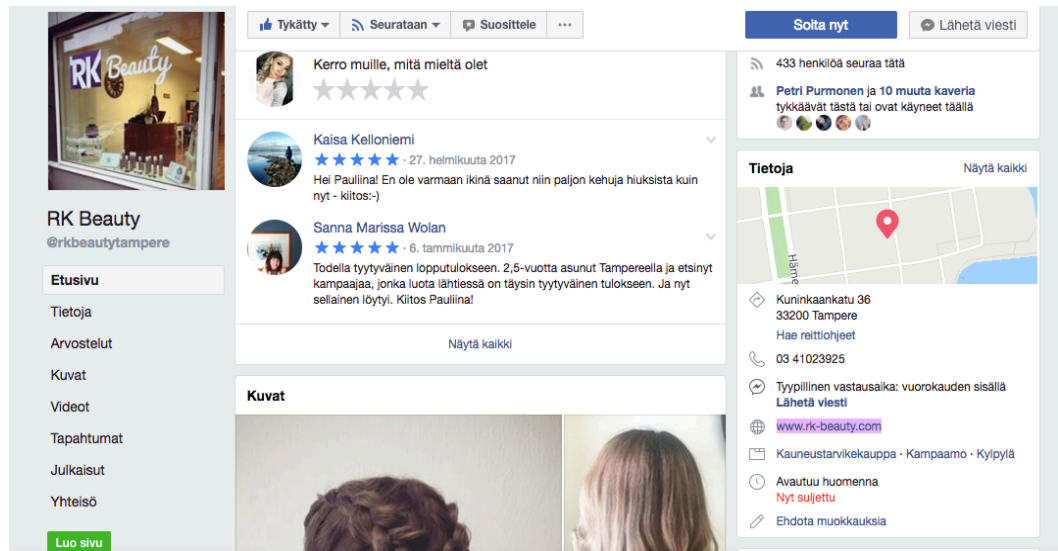 RK Beauty
RK Beauty
@rkbeautytampere
Etusivu
Tietoja
Arvostelut
Kuvat
Videot
Tapahtumat
Julkaisut
Yhteisö
Luo sivu
Tykätty
Seurataan
Suosittele
...
Soita nyt
Lähetä viesti
Kerro muille, mitä mieltä olet
Kaisa Kelloniemi
· 27. helmikuuta 2017
Hei Pauliina! En ole varmaan ikinä saanut niin paljon kehuja hiuksista kuin
nyt - kiitos:-)
Sanna Marissa Wolan
· 6. tammikuuta 2017
Todella tyytyväinen lopputulokseen. 2,5-vuotta asunut Tampereella ja etsinyt
kampaajaa, jonka luota lähtiessä on täysin tyytyväinen tulokseen. Ja nyt
sellainen löytyi. Kiitos Pauliina!
Näytä kaikki
Kuvat
433 henkilöä seuraa tätä
Petri Purmonen ja 10 muuta kaveria
tykkäävät tästä tai ovat käyneet täällä
Tietoja
Näytä kaikki
Häme
Kuninkaankatu 36
33200 Tampere
Hae reittiohjeet
03 41023925
Tyypillinen vastausaika: vuorokauden sisällä
Lähetä viesti
www.rk-beauty.com
Kauneustarvikekauppa · Kampaamo · Kylpylä
Avautuu huomenna
Nyt suljettu
Ehdota muokkauksia